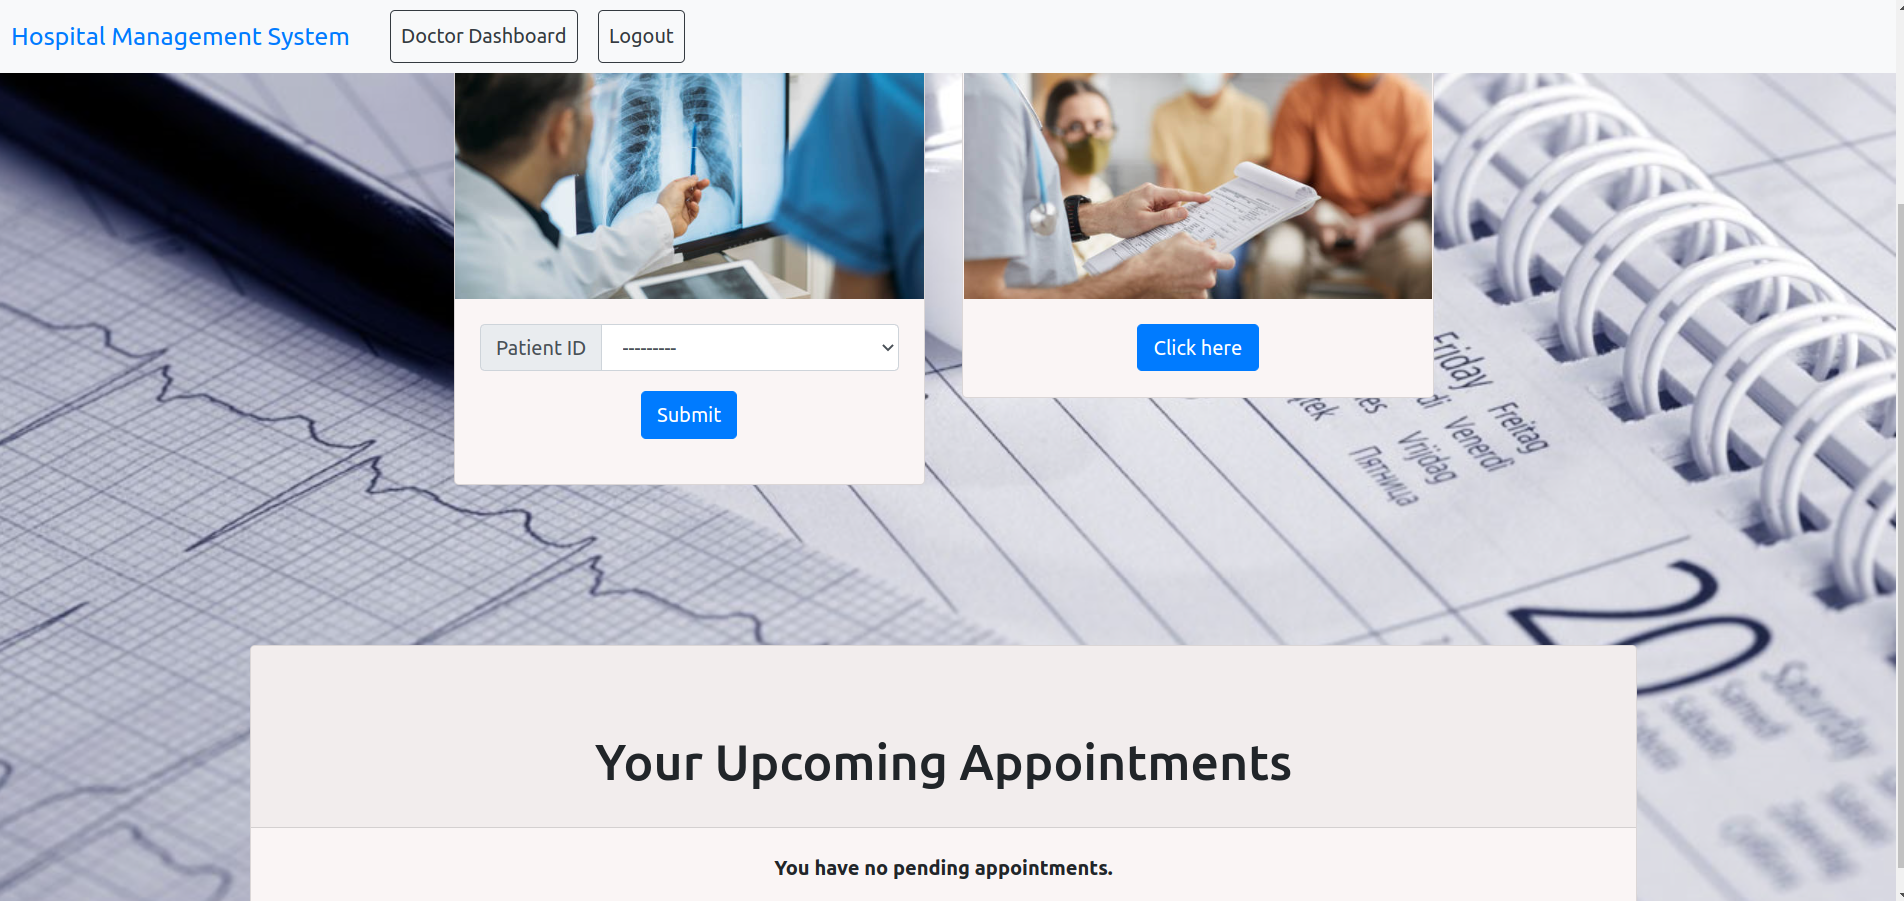 Hospital Management System
Doctor Dashboard
Logout
Patient ID
---------
Submit
Click here
Friday
Freitag
Venerdi
Vrijdag
Пятница
20
Saturday
Samedi
Your Upcoming Appointments
You have no pending appointments.